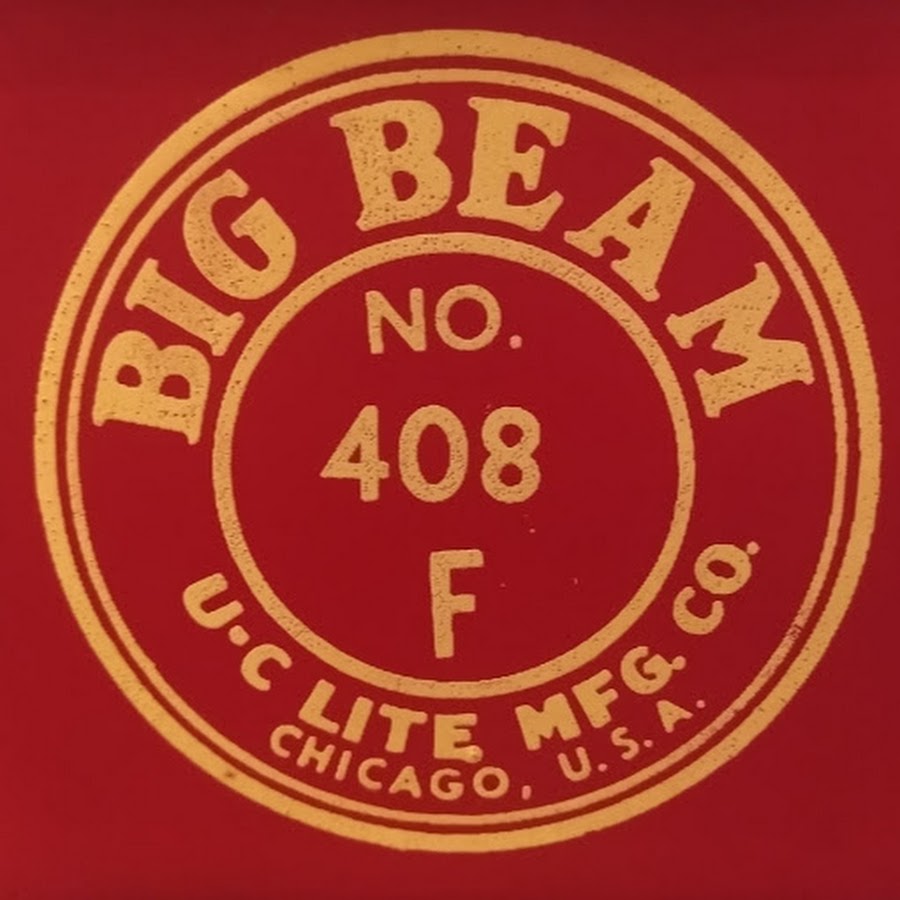 BIG BEAM
NO.
408
F
U·C LITE MFG. CO.
CHICAGO, U.S.A.